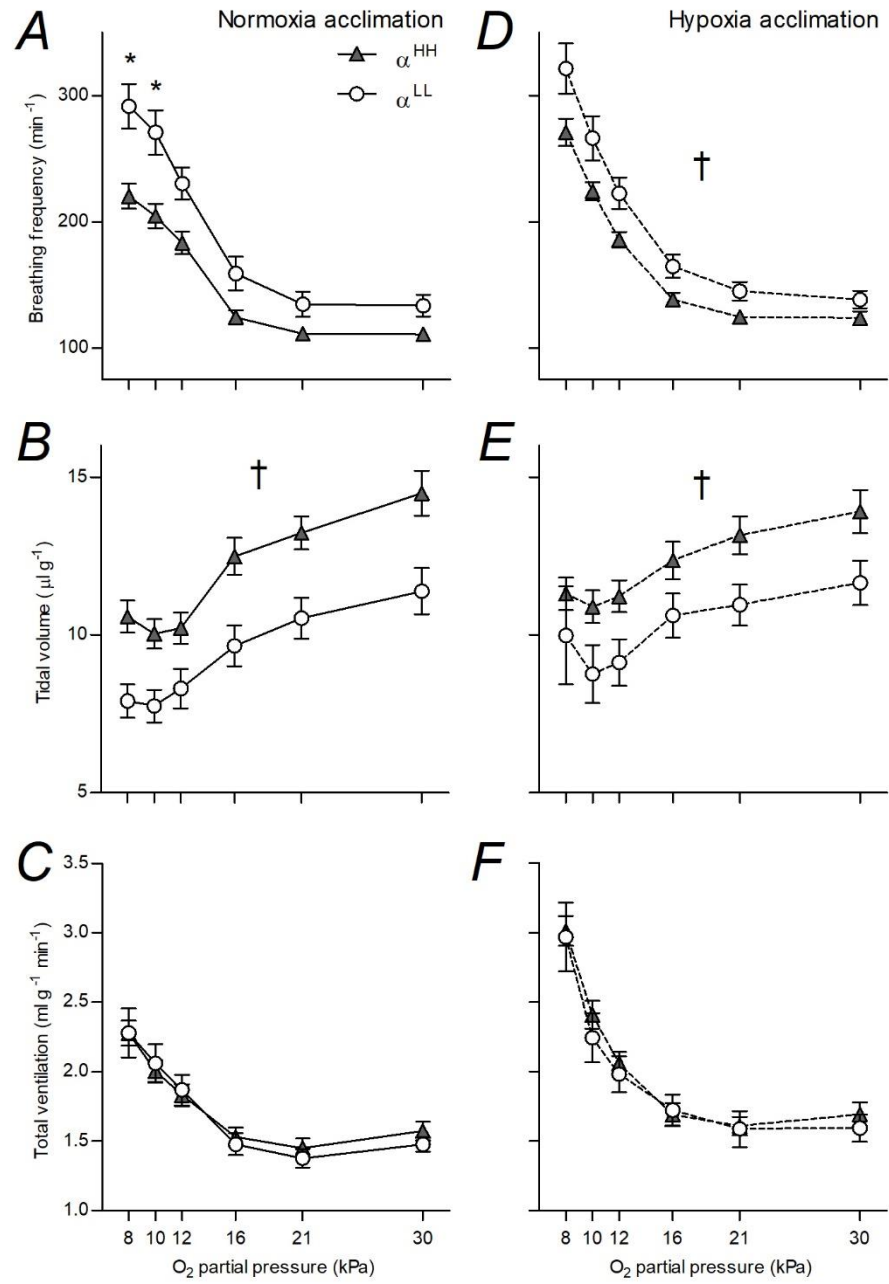 A
Normoxia acclimation
D
Hypoxia acclimation
α^HH
α^LL
* *
†
300
200
100
Breathing frequency (min⁻¹)
B
E
†
†
15
10
5
Tidal volume (µl g⁻¹)
C
F
3.5
3.0
2.5
2.0
1.5
1.0
Total ventilation (ml g⁻¹ min⁻¹)
8 10 12 16 21 30
8 10 12 16 21 30
O₂ partial pressure (kPa)
O₂ partial pressure (kPa)